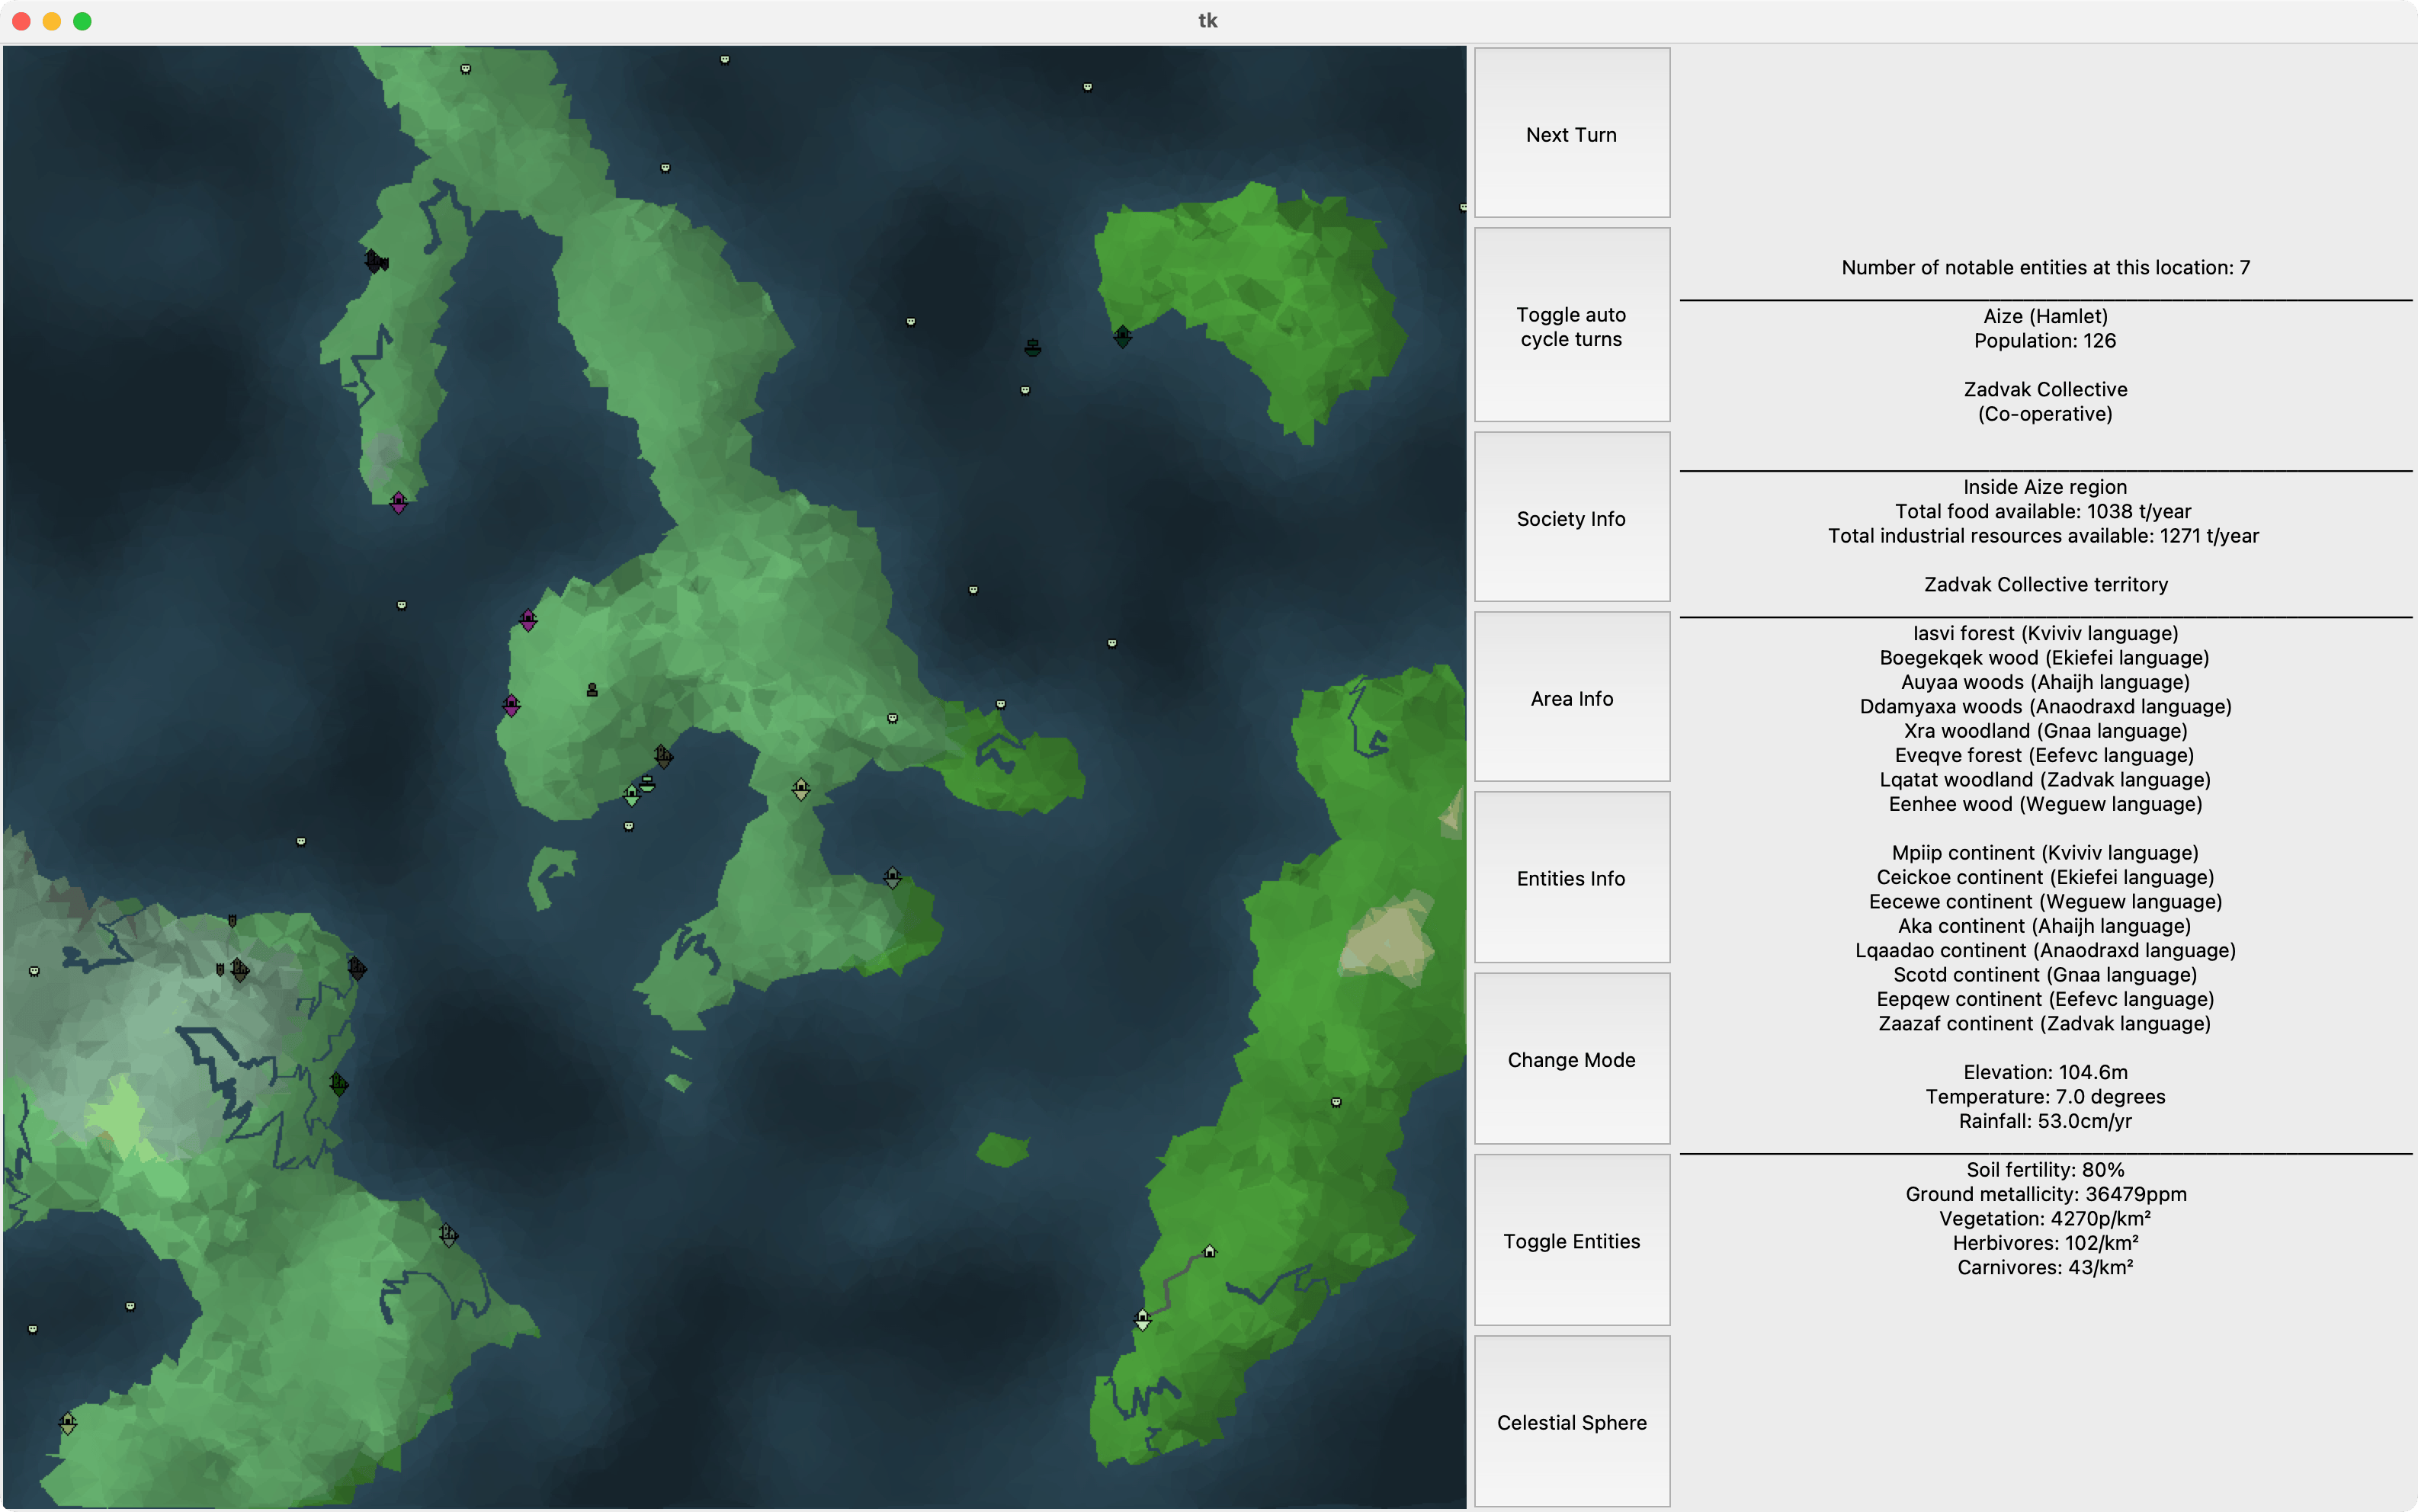 tk
Next Turn
Toggle auto
cycle turns
Society Info
Area Info
Entities Info
Change Mode
Toggle Entities
Celestial Sphere
Number of notable entities at this location: 7
Aize (Hamlet)
Population: 126
Zadvak Collective
(Co-operative)
Inside Aize region
Total food available: 1038 t/year
Total industrial resources available: 1271 t/year
Zadvak Collective territory
Iasvi forest (Kviviv language)
Boegekqek wood (Ekiefei language)
Auyaa woods (Ahaijh language)
Ddamyaxa woods (Anaodraxd language)
Xra woodland (Gnaa language)
Eveqve forest (Eefevc language)
Lqatat woodland (Zadvak language)
Eenhee wood (Weguew language)
Mpiip continent (Kviviv language)
Ceickoe continent (Ekiefei language)
Eecewe continent (Weguew language)
Aka continent (Ahaijh language)
Lqaadao continent (Anaodraxd language)
Scotd continent (Gnaa language)
Eepqew continent (Eefevc language)
Zaazaf continent (Zadvak language)
Elevation: 104.6m
Temperature: 7.0 degrees
Rainfall: 53.0cm/yr
Soil fertility: 80%
Ground metallicity: 36479ppm
Vegetation: 4270p/km²
Herbivores: 102/km²
Carnivores: 43/km²